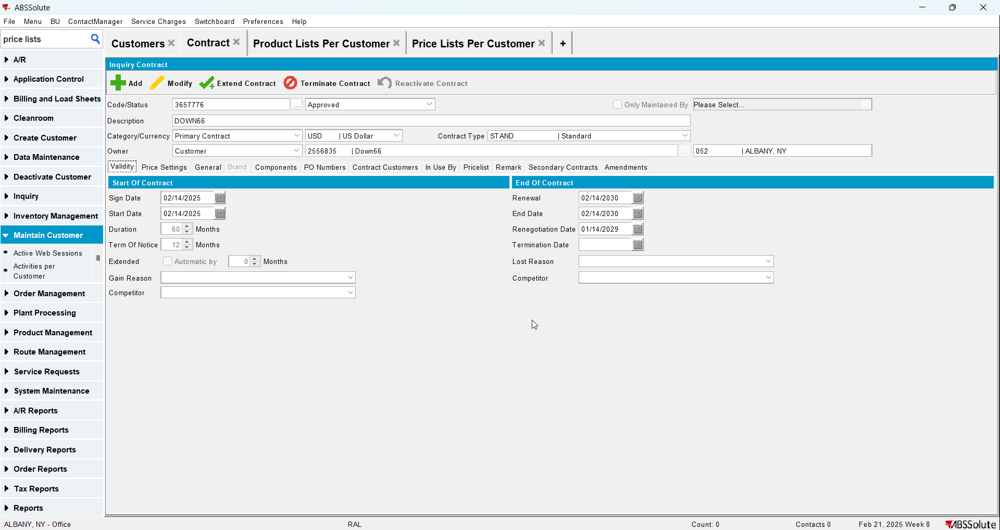 ABSSolute
File Menu BU ContactManager Service Charges Switchboard Preferences Help
price lists
Customers Contract Product Lists Per Customer Price Lists Per Customer +
A/R
Application Control
Billing and Load Sheets
Cleanroom
Create Customer
Data Maintenance
Deactivate Customer
Inquiry
Inventory Management
Maintain Customer
Active Web Sessions
Activities per
Customer
Order Management
Plant Processing
Product Management
Route Management
Service Requests
System Maintenance
A/R Reports
Billing Reports
Delivery Reports
Order Reports
Tax Reports
Reports
Inquiry Contract
Add Modify Extend Contract Terminate Contract Reactivate Contract
Code/Status 3657776 ... Approved Only Maintained By Please Select... ...
Description DOWN66
Category/Currency Primary Contract USD | US Dollar Contract Type STAND | Standard
Owner Customer 2556835 | Down66 ... 052 | ALBANY, NY
Validity Price Settings General Brand Components PO Numbers Contract Customers In Use By Pricelist Remark Secondary Contracts Amendments
Start Of Contract
Sign Date 02/14/2025 16
Start Date 02/14/2025 16
Duration 60 Months
Term Of Notice 12 Months
Extended Automatic by 0 Months
Gain Reason
Competitor
End Of Contract
Renewal 02/14/2030 16
End Date 02/14/2030 16
Renegotiation Date 01/14/2029 16
Termination Date 16
Lost Reason
Competitor
ALBANY, NY - Office RAL Count: 0 Contacts 0 Feb 21, 2025 Week 8 ABSSolute